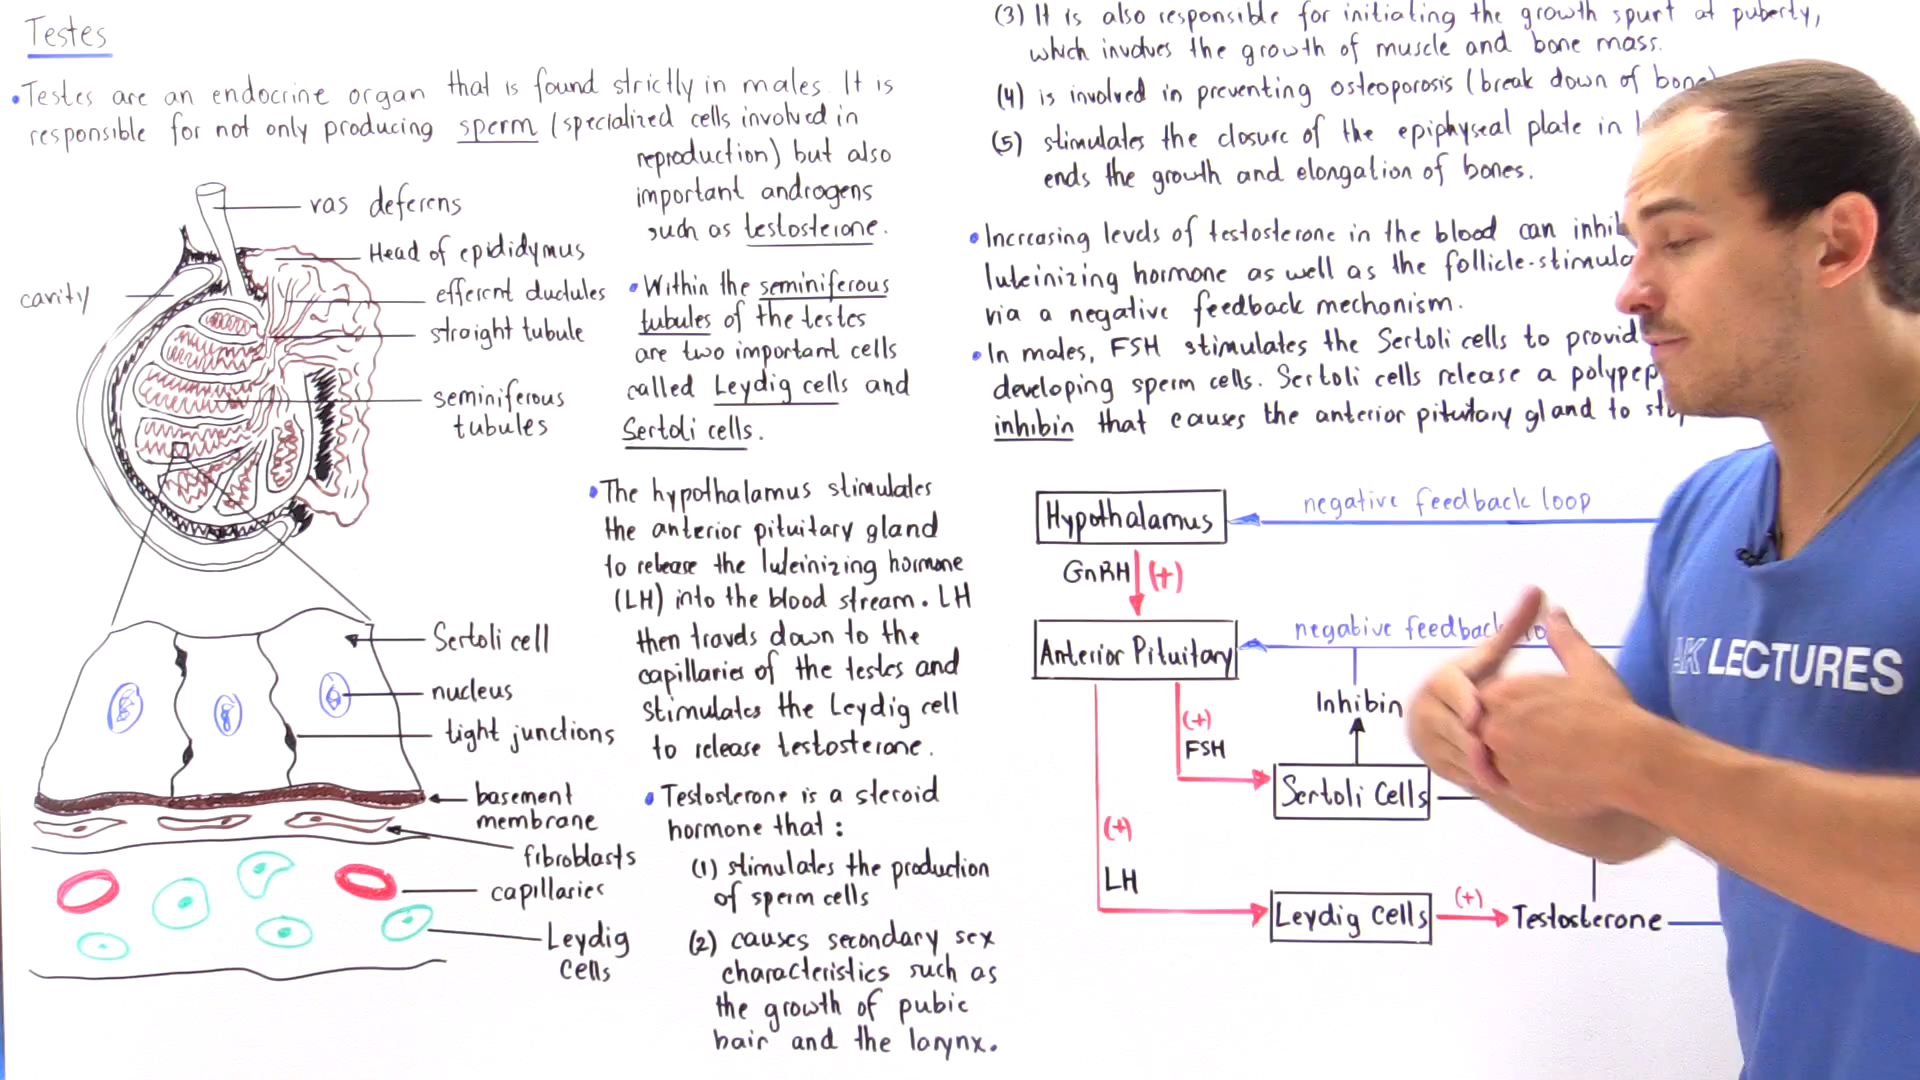 Testes
• Testes are an endocrine organ that is found strictly in males. It is
responsible for not only producing sperm (specialized cells involved in
reproduction) but also
important androgens
such as testosterone.
vas deferens
Head of epididymus
cavity
efferent ductules
straight tubule
seminiferous
tubules
• Within the seminiferous
tubules of the testes
are two important cells
called Leydig cells and
Sertoli cells.
• The hypothalamus stimulates
the anterior pituitary gland
to release the luteinizing hormone
(LH) into the blood stream. LH
then travels down to the
capillaries of the testes and
stimulates the Leydig cell
to release testosterone.
Sertoli cell
nucleus
tight junctions
basement
membrane
fibroblasts
capillaries
Leydig
cells
• Testosterone is a steroid
hormone that:
(1) stimulates the production
of sperm cells
(2) causes secondary sex
characteristics such as
the growth of pubic
hair and the larynx.
(3) It is also responsible for initiating the growth spurt at puberty,
which involves the growth of muscle and bone mass.
(4) is involved in preventing osteoporosis (break down of bone)
(5) stimulates the closure of the epiphyseal plate in
ends the growth and elongation of bones.
• Increasing levels of testosterone in the blood can
luteinizing hormone as well as the
via a negative feedback mechanism.
• In males, FSH stimulates the Sertoli cells to
developing sperm cells. Sertoli cells release a
inhibin that causes the anterior pituitary gland to
Hypothalamus
negative feedback loop
GnRH (+)
Anterior Pituitary
negative feedback
Inhibin
(+)
FSH
Sertoli Cells
(+)
LH
Leydig Cells
(+)
Testosterone
AK LECTURES